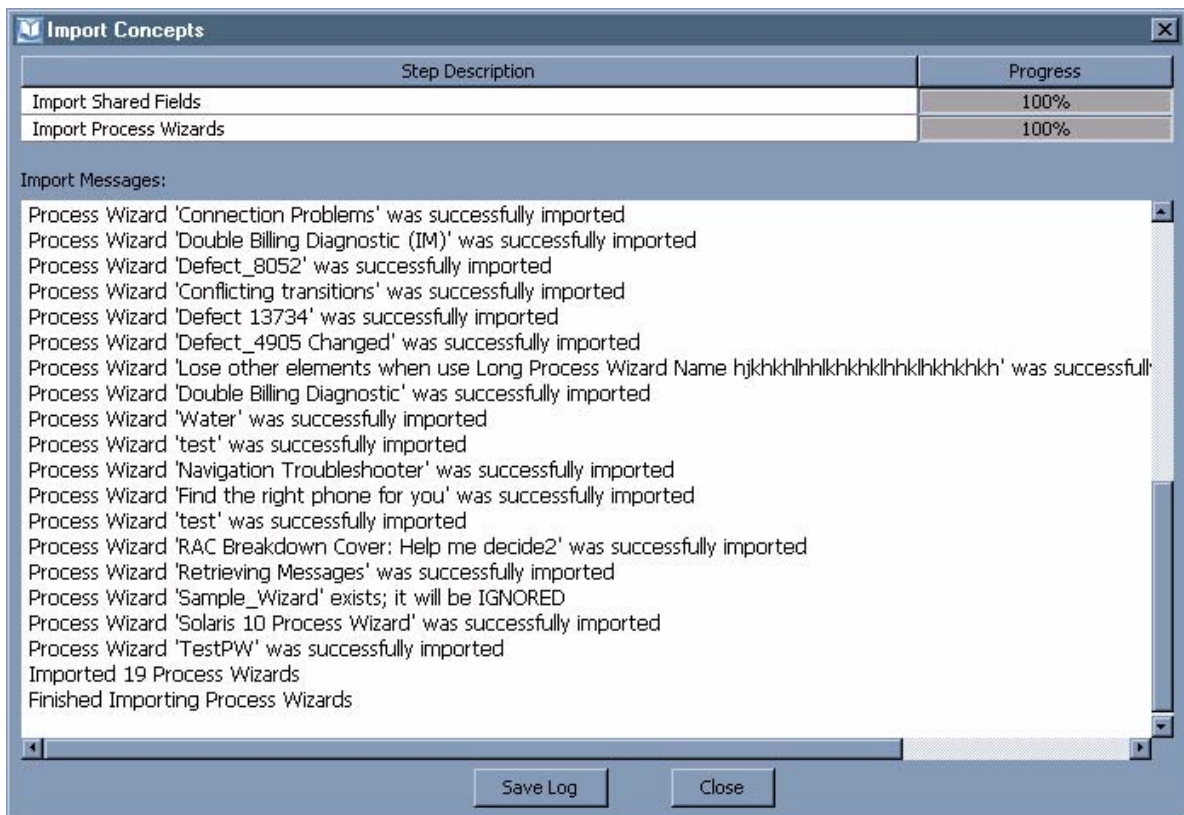 Import Concepts
Step Description Progress
Import Shared Fields 100%
Import Process Wizards 100%
Import Messages:
Process Wizard 'Connection Problems' was successfully imported
Process Wizard 'Double Billing Diagnostic (IM)' was successfully imported
Process Wizard 'Defect_8052' was successfully imported
Process Wizard 'Conflicting transitions' was successfully imported
Process Wizard 'Defect 13734' was successfully imported
Process Wizard 'Defect_4905 Changed' was successfully imported
Process Wizard 'Lose other elements when use Long Process Wizard Name hjkhkhlhhlkhkhklhhklhkhkhkh' was successfull
Process Wizard 'Double Billing Diagnostic' was successfully imported
Process Wizard 'Water' was successfully imported
Process Wizard 'test' was successfully imported
Process Wizard 'Navigation Troubleshooter' was successfully imported
Process Wizard 'Find the right phone for you' was successfully imported
Process Wizard 'test' was successfully imported
Process Wizard 'RAC Breakdown Cover: Help me decide2' was successfully imported
Process Wizard 'Retrieving Messages' was successfully imported
Process Wizard 'Sample_Wizard' exists; it will be IGNORED
Process Wizard 'Solaris 10 Process Wizard' was successfully imported
Process Wizard 'TestPW' was successfully imported
Imported 19 Process Wizards
Finished Importing Process Wizards
Save Log Close